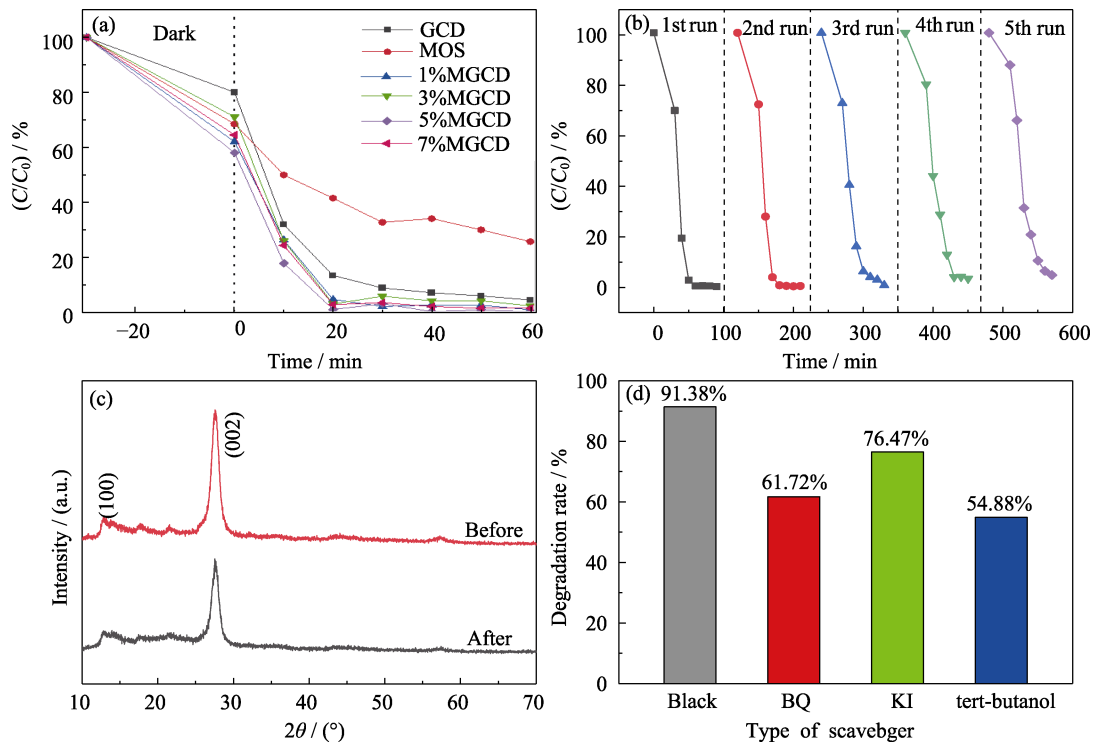 (a)
Dark
GCD
MOS
1%MGCD
3%MGCD
5%MGCD
7%MGCD
100
80
60
40
20
0
(C/C0) / %
−20 0 20 40 60
Time / min
(b)
1st run 2nd run 3rd run 4th run 5th run
100
80
60
40
20
0
(C/C0) / %
0 100 200 300 400 500 600
Time / min
(c)
(100)
(002)
Before
After
Intensity / (a.u.)
10 20 30 40 50 60 70
2θ / (°)
(d)
91.38%
61.72%
76.47%
54.88%
100
80
60
40
20
0
Degradation rate / %
Black BQ KI tert-butanol
Type of scavebger